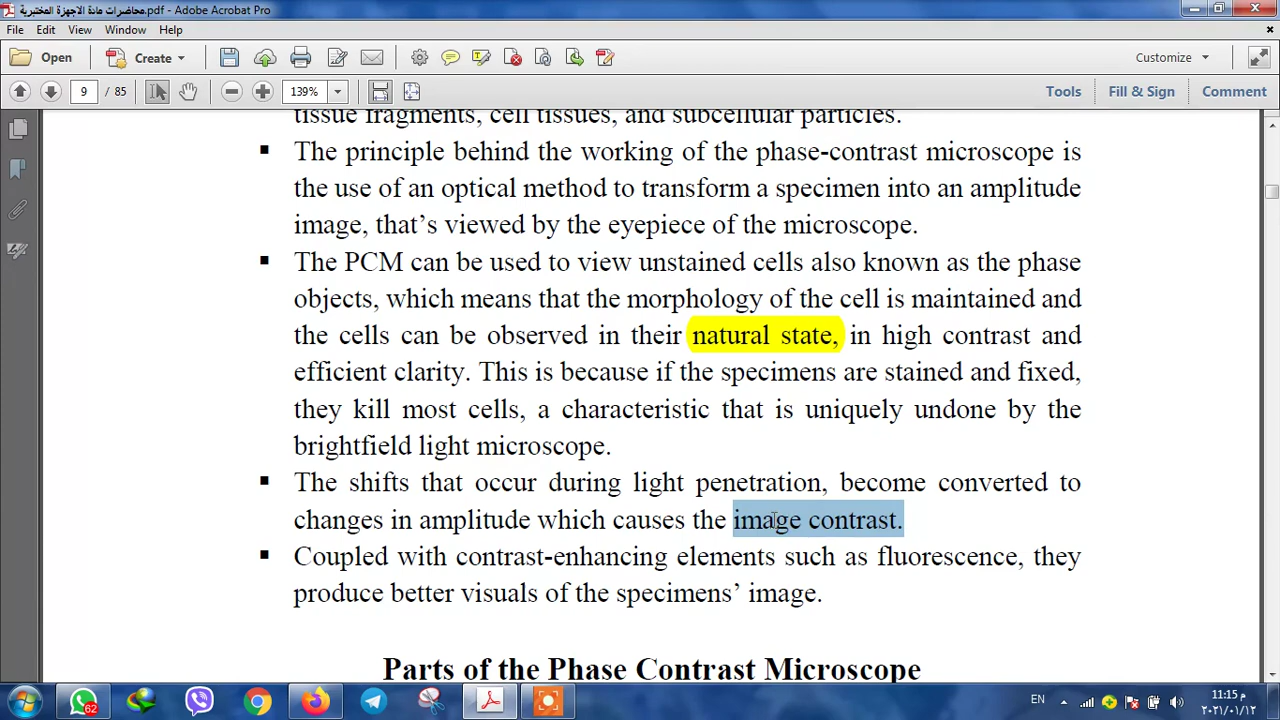 محاضرات مادة الاجهزة المختبرية.pdf - Adobe Acrobat Pro
File Edit View Window Help
Open Create Customize
9 / 85 139% Tools Fill & Sign Comment
tissue fragments, cell tissues, and subcellular particles.
▪ The principle behind the working of the phase-contrast microscope is
the use of an optical method to transform a specimen into an amplitude
image, that’s viewed by the eyepiece of the microscope.
▪ The PCM can be used to view unstained cells also known as the phase
objects, which means that the morphology of the cell is maintained and
the cells can be observed in their natural state, in high contrast and
efficient clarity. This is because if the specimens are stained and fixed,
they kill most cells, a characteristic that is uniquely undone by the
brightfield light microscope.
▪ The shifts that occur during light penetration, become converted to
changes in amplitude which causes the image contrast.
▪ Coupled with contrast-enhancing elements such as fluorescence, they
produce better visuals of the specimens’ image.
Parts of the Phase Contrast Microscope
62 EN 11:15 م
٢٠٢١/٠١/١٢